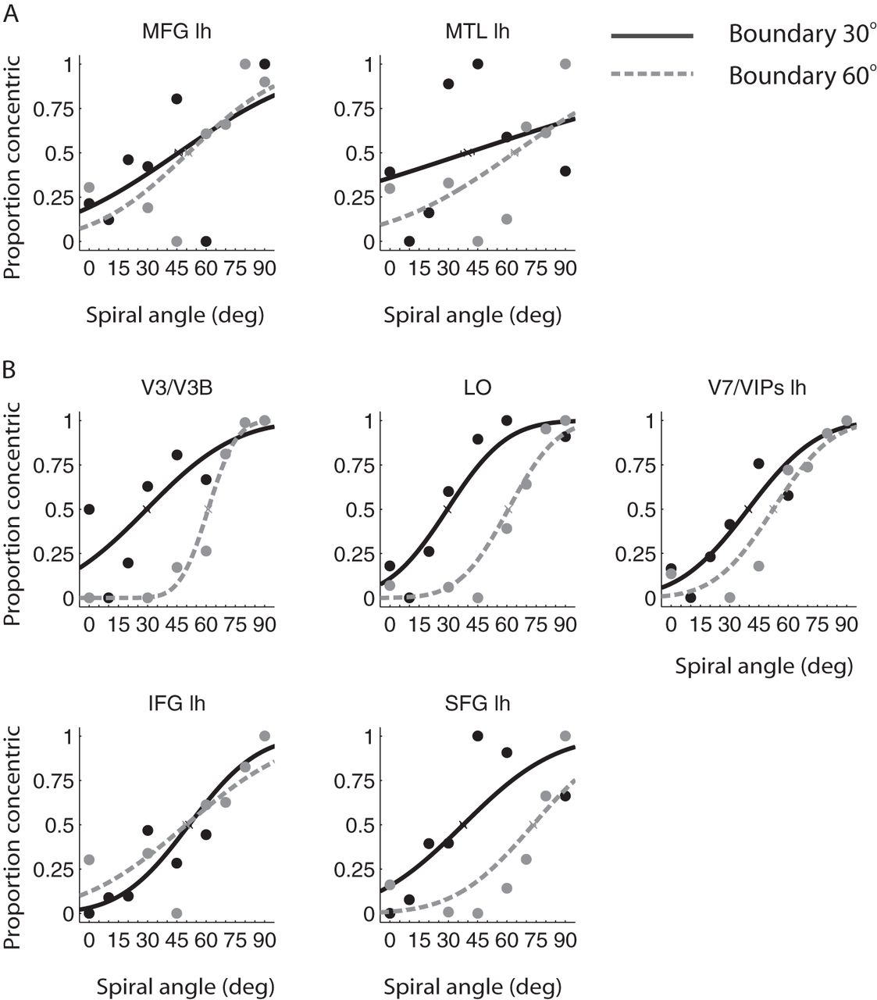 A
MFG lh
MTL lh
Boundary 30°
Boundary 60°
Proportion concentric
1
0.75
0.5
0.25
0
0 15 30 45 60 75 90
Spiral angle (deg)
1
0.75
0.5
0.25
0
0 15 30 45 60 75 90
Spiral angle (deg)
B
V3/V3B
LO
V7/VIPs lh
Proportion concentric
1
0.75
0.5
0.25
0
0 15 30 45 60 75 90
1
0.75
0.5
0.25
0
0 15 30 45 60 75 90
1
0.75
0.5
0.25
0
0 15 30 45 60 75 90
Spiral angle (deg)
IFG lh
SFG lh
Proportion concentric
1
0.75
0.5
0.25
0
0 15 30 45 60 75 90
Spiral angle (deg)
1
0.75
0.5
0.25
0
0 15 30 45 60 75 90
Spiral angle (deg)